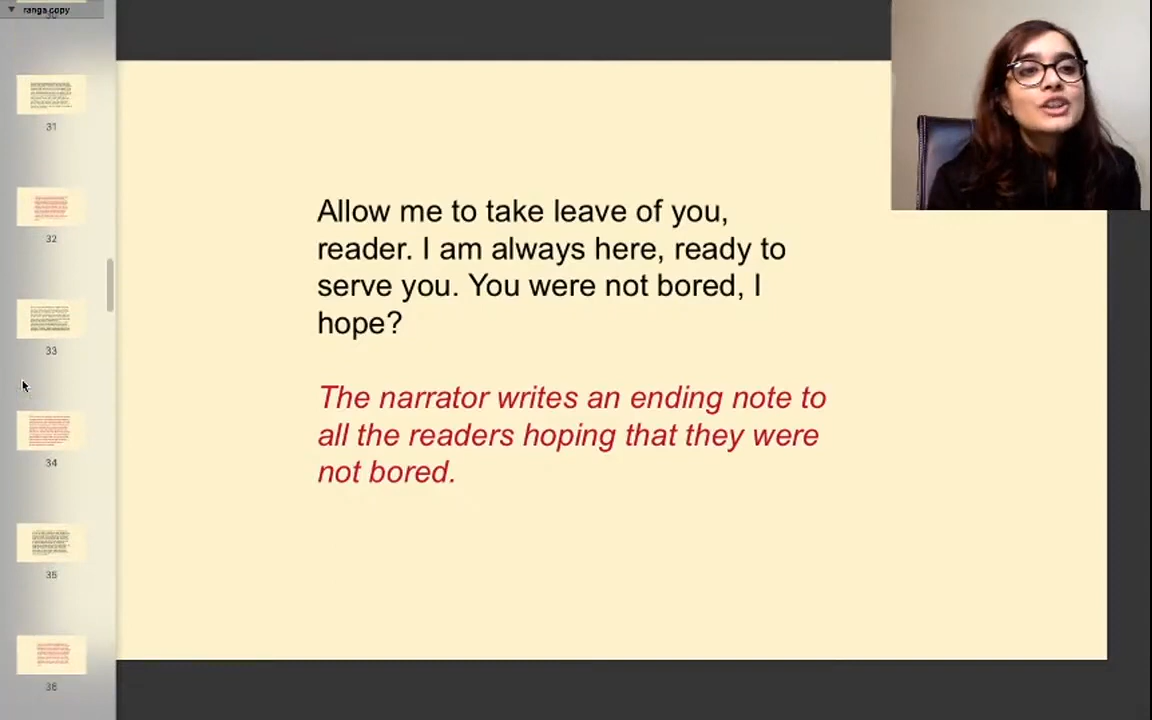 ranga copy
31
32
33
34
35
36
Allow me to take leave of you,
reader. I am always here, ready to
serve you. You were not bored, I
hope?
The narrator writes an ending note to
all the readers hoping that they were
not bored.